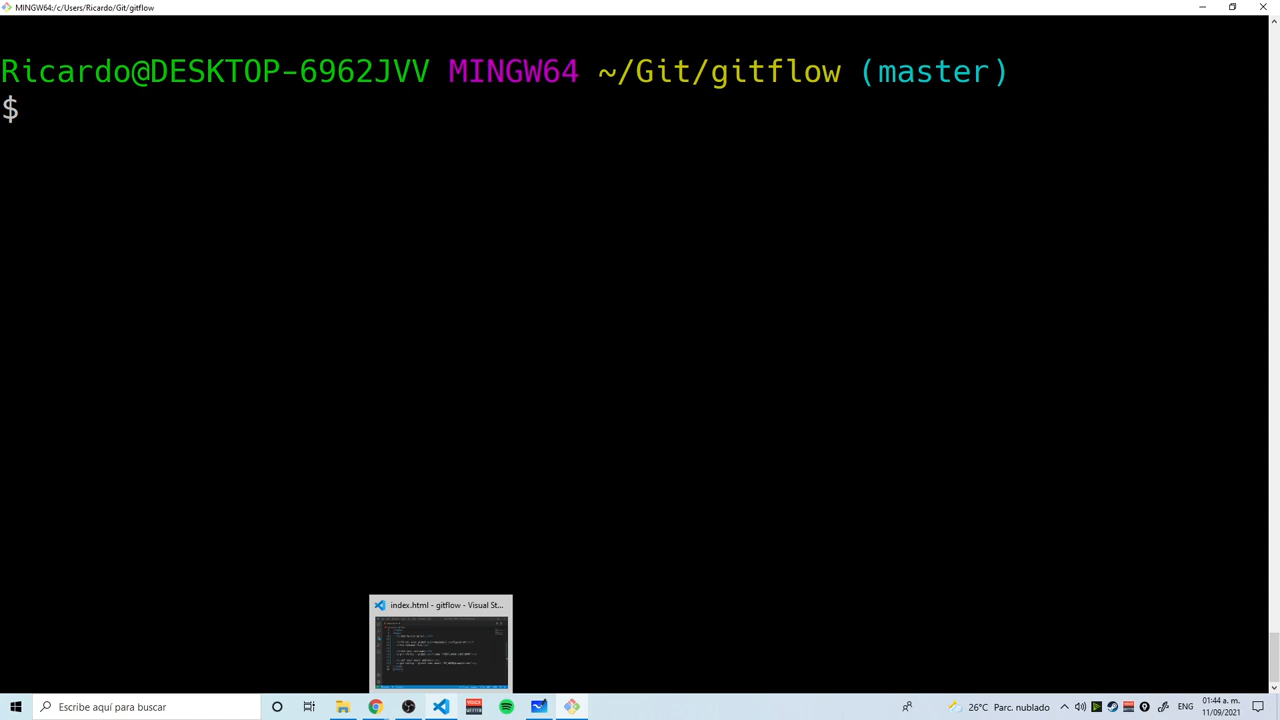 MINGW64:/c/Users/Ricardo/Git/gitflow
Ricardo@DESKTOP-6962JVV MINGW64 ~/Git/gitflow (master)
$
index.html - gitflow - Visual St...
Escribe aquí para buscar
26°C Parc. nublado
ENG
01:44 a. m.
11/09/2021